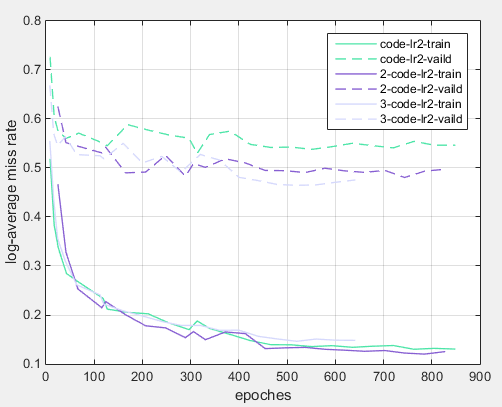 0.8
0.7
0.6
0.5
0.4
0.3
0.2
0.1
log-average miss rate
code-lr2-train
code-lr2-vaild
2-code-lr2-train
2-code-lr2-vaild
3-code-lr2-train
3-code-lr2-vaild
0 100 200 300 400 500 600 700 800 900
epoches